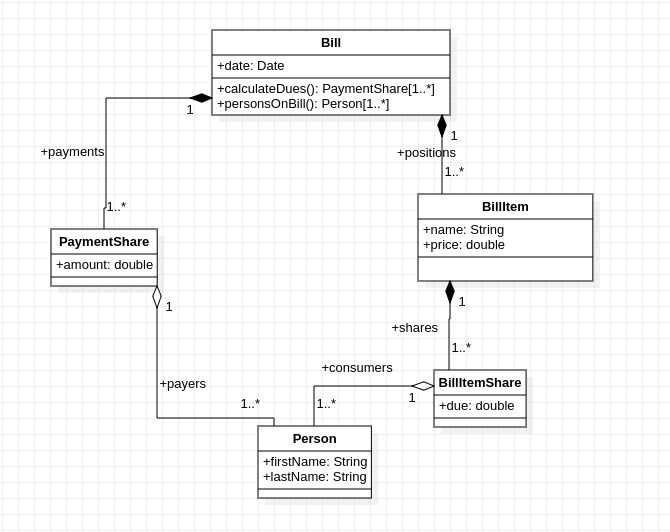 Bill
+date: Date
+calculateDues(): PaymentShare[1..*]
+personsOnBill(): Person[1..*]
1
1
+payments
+positions
1..*
1..*
BillItem
+name: String
+price: double
PaymentShare
+amount: double
1
1
+shares
1..*
+consumers
+payers
1..*
1..*
1
BillItemShare
+due: double
Person
+firstName: String
+lastName: String